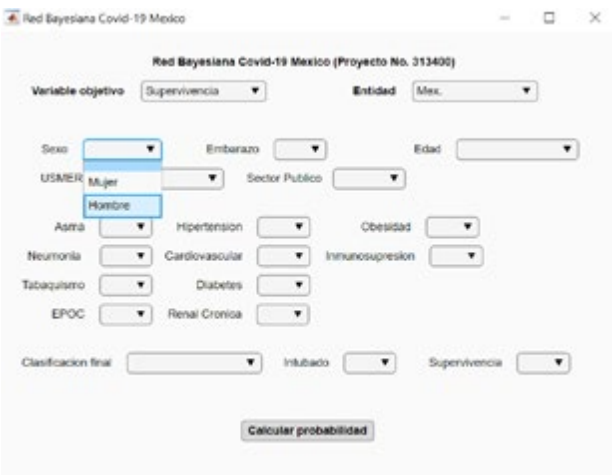 Red Bayesiana Covid-19 Mexico
Red Bayesiana Covid-19 Mexico (Proyecto No. 313400)
Variable objetivo Supervivencia Entidad Mex.
Sexo Embarazo Edad
USMER Sector Publico
Mujer
Hombre
Asma Hipertension Obesidad
Neumonia Cardiovascular Inmunosupresion
Tabaquismo Diabetes
EPOC Renal Cronica
Clasificacion final Intubado Supervivencia
Calcular probabilidad